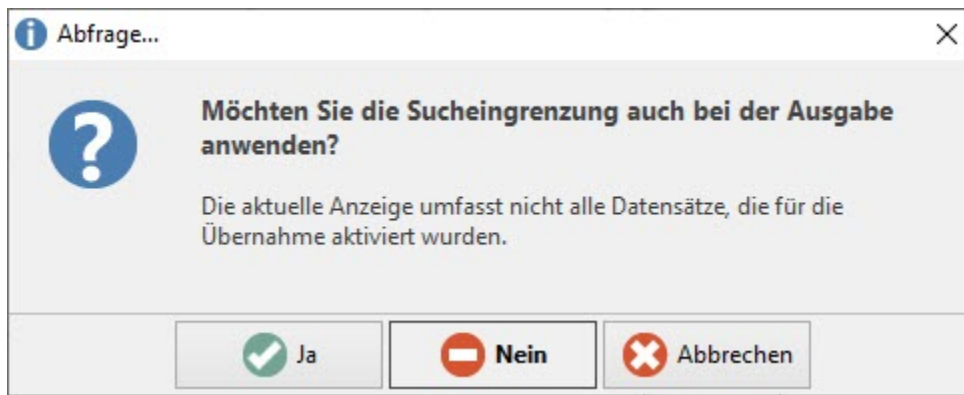 Abfrage...
Möchten Sie die Sucheingrenzung auch bei der Ausgabe
anwenden?
Die aktuelle Anzeige umfasst nicht alle Datensätze, die für die
Übernahme aktiviert wurden.
Ja
Nein
Abbrechen